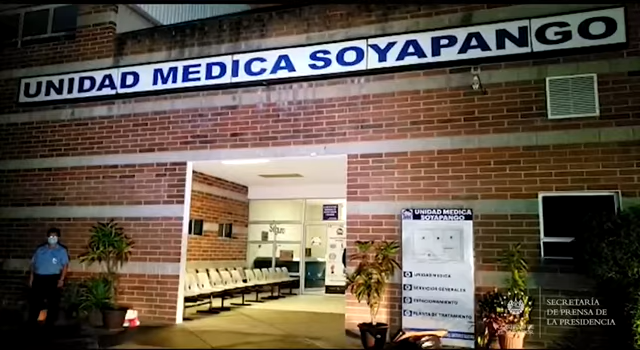 UNIDAD MEDICA SOYAPANGO
UNIDAD MEDICA
SOYAPANGO
UNIDAD MEDICA
SERVICIOS GENERALES
ESTACIONAMIENTO
PLANTA DE TRATAMIENTO
SECRETARÍA
DE PRENSA DE
LA PRESIDENCIA